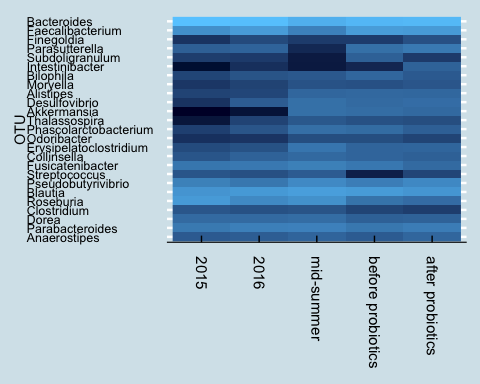 OTU
Bacteroides
Faecalibacterium
Finegoldia
Parasutterella
Subdoligranulum
Intestinibacter
Bilophila
Moryella
Alistipes
Desulfovibrio
Akkermansia
Thalassospira
Phascolarctobacterium
Odoribacter
Erysipelatoclostridium
Collinsella
Fusicatenibacter
Streptococcus
Pseudobutyrivibrio
Blautia
Roseburia
Clostridium
Dorea
Parabacteroides
Anaerostipes
2015
2016
mid-summer
before probiotics
after probiotics